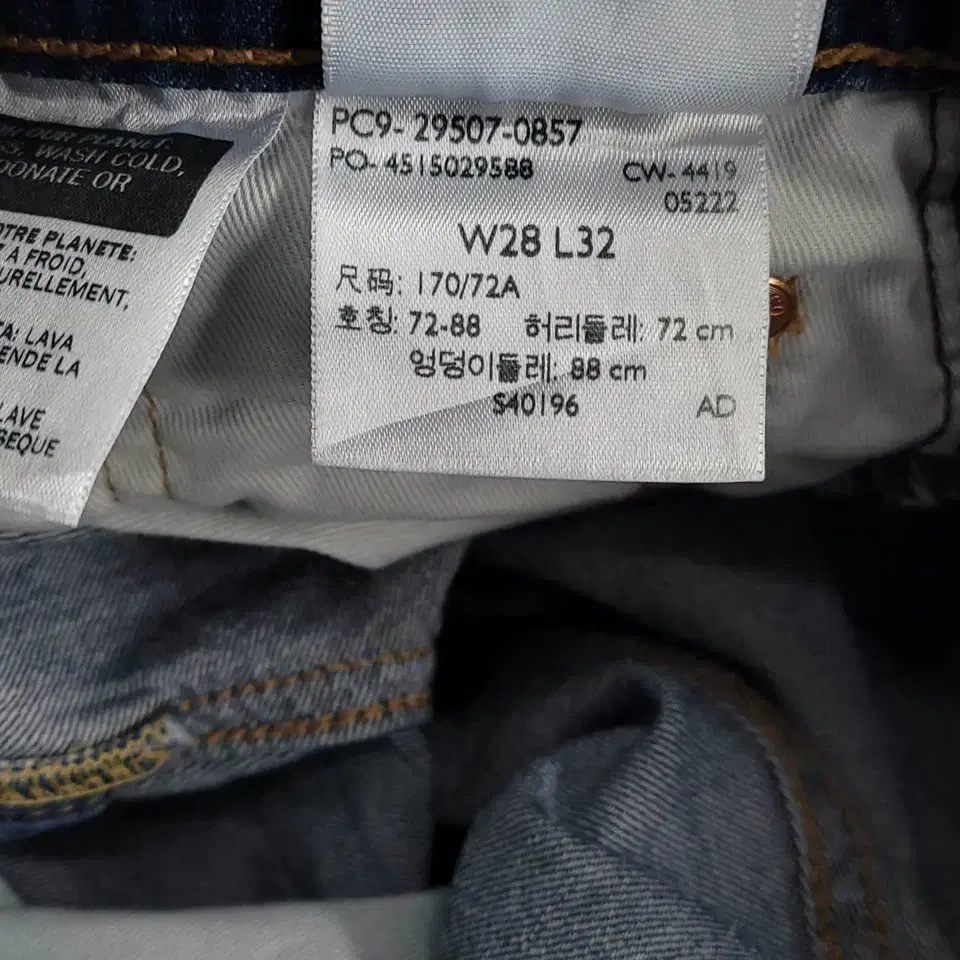 OUR PLANET:
WASH COLD,
DONATE OR
OTRE PLANETE:
A FROID,
URELLEMENT,
LAVA
ENDE LA
LAVE
SEQUE
PC9- 29507-0857
PO- 4515029588 CW- 4419
05222
W28 L32
尺码: 170/72A
호칭: 72-88 허리둘레: 72 cm
엉덩이둘레: 88 cm
S40196 AD